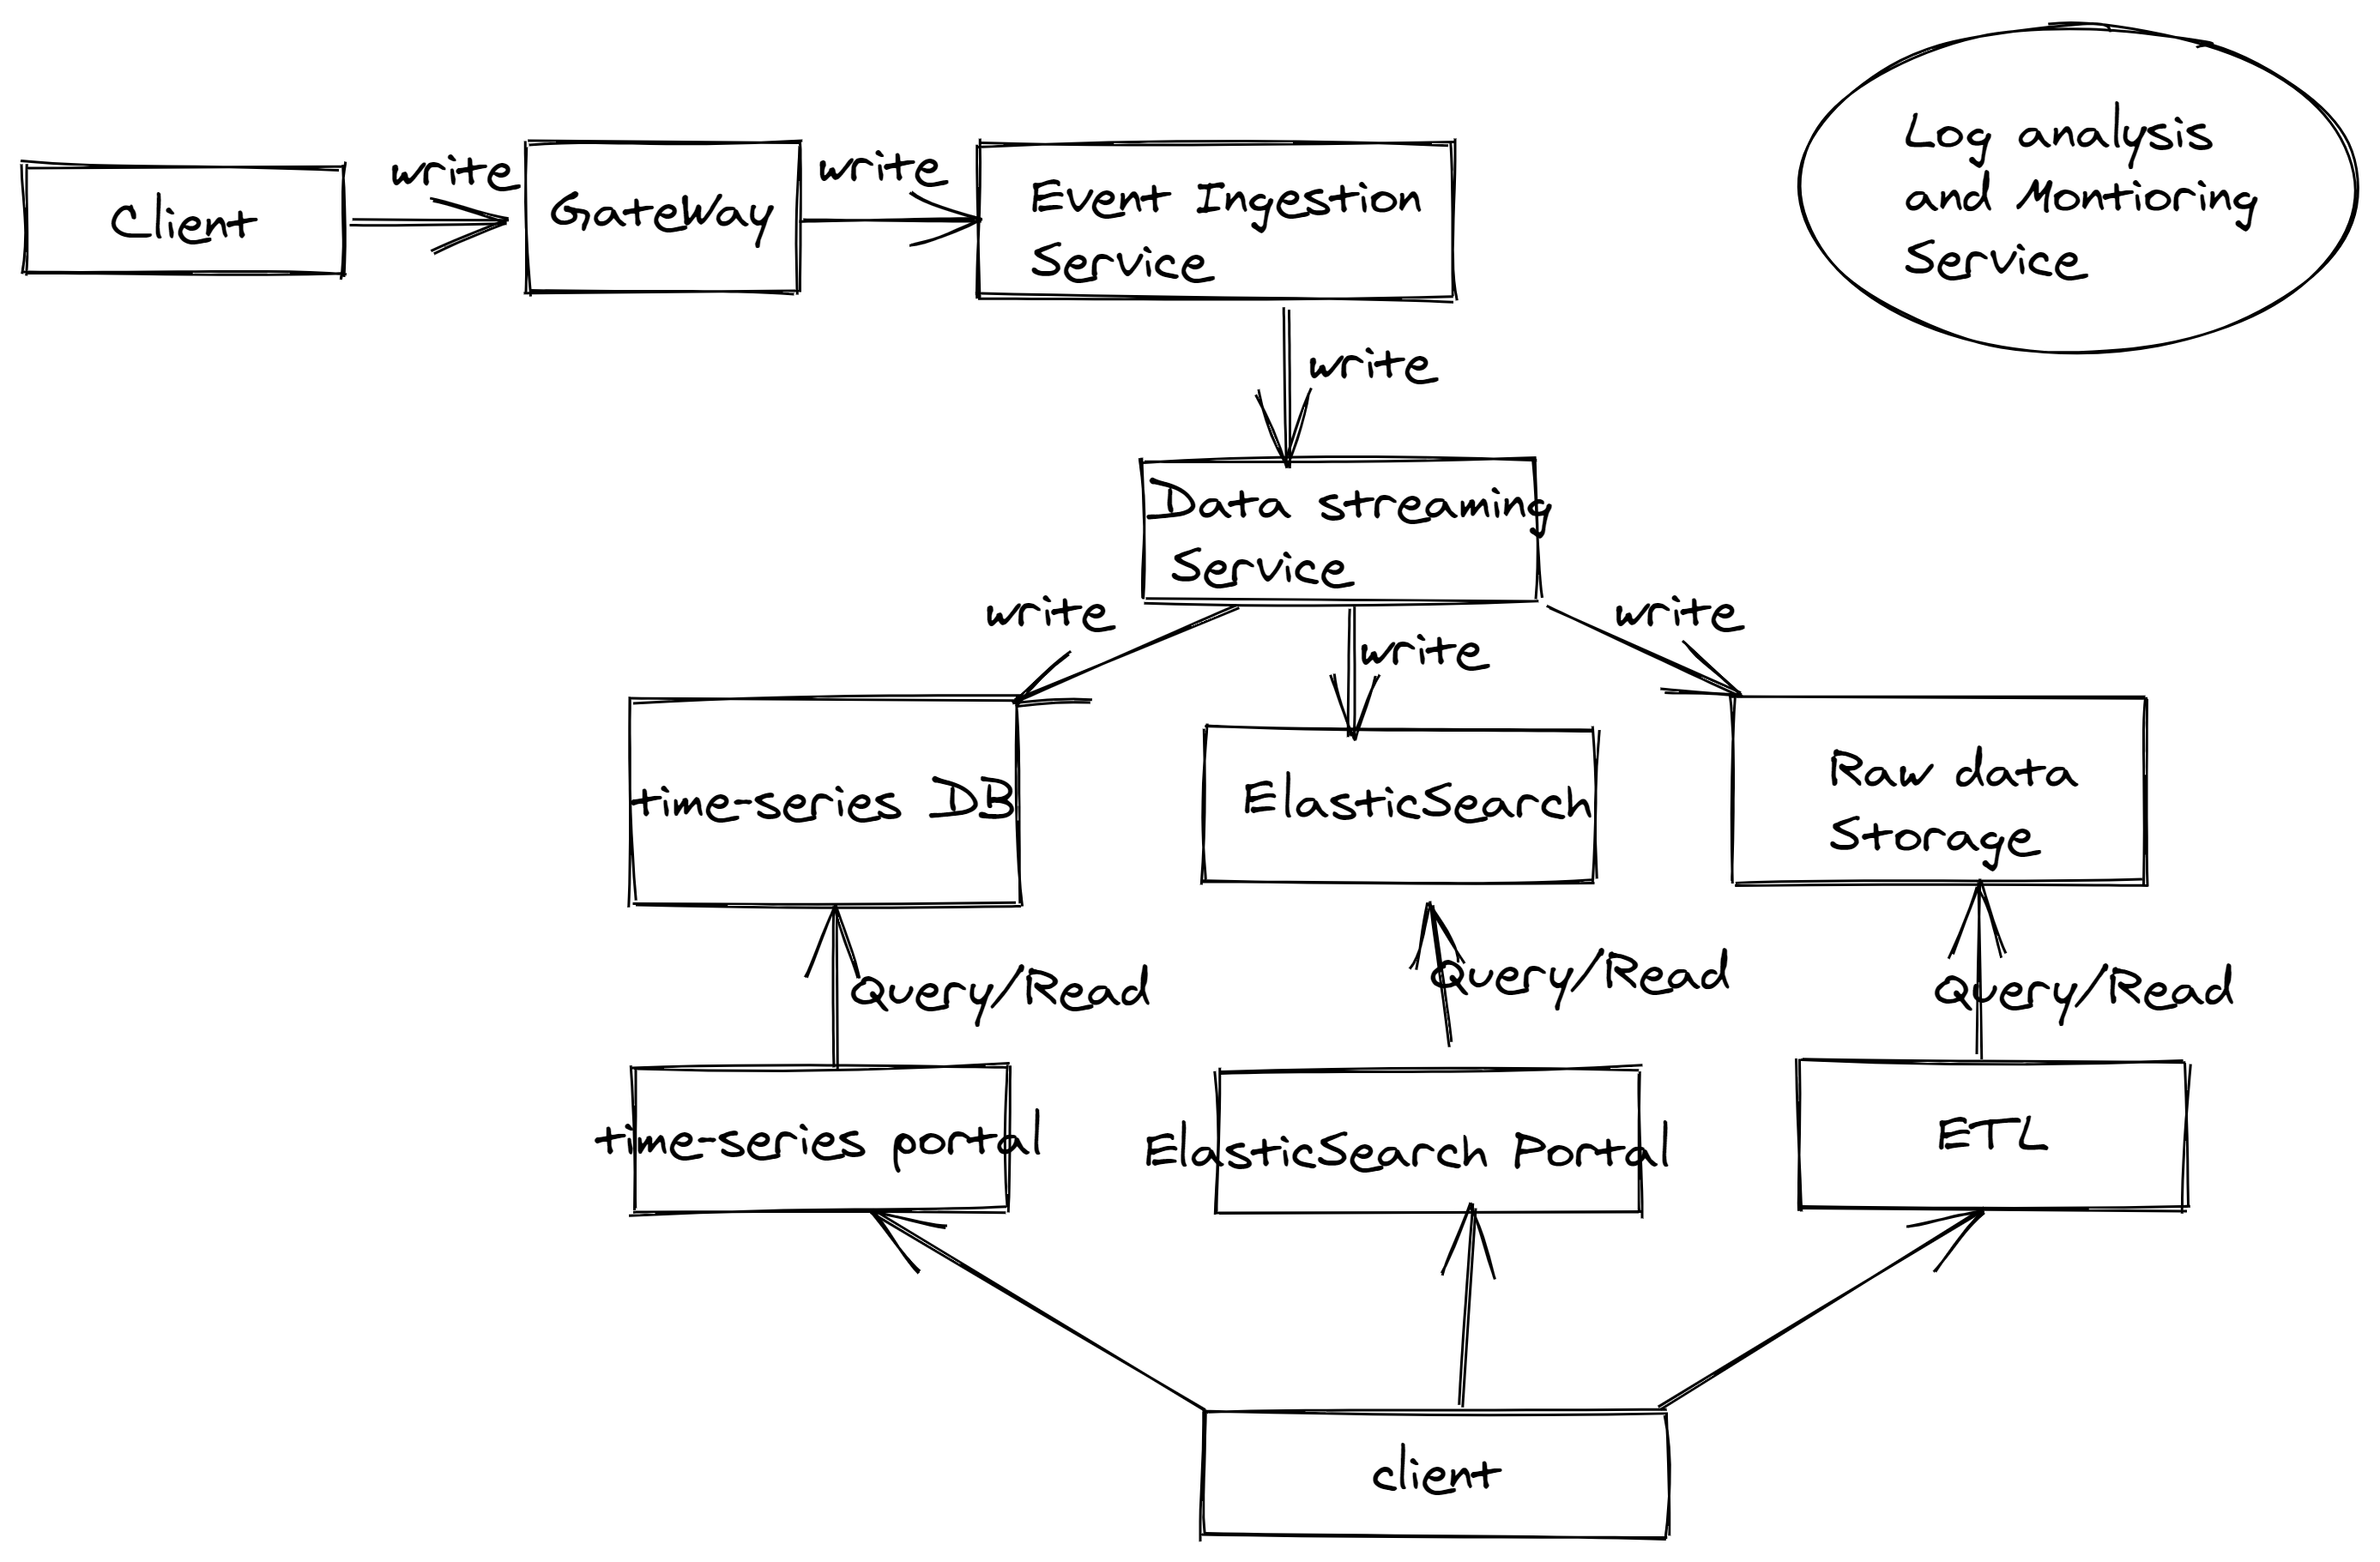 Client
write
GateWay
write
Event Ingestion
Service
Log analysis
and Montioring
Service
write
Data streaming
Service
write
write
write
time-series DB
ElasticSearch
Raw data
Storage
Query/Read
Query/Read
Query/Read
time-series portal
ElasticSearch Portal
ETL
client